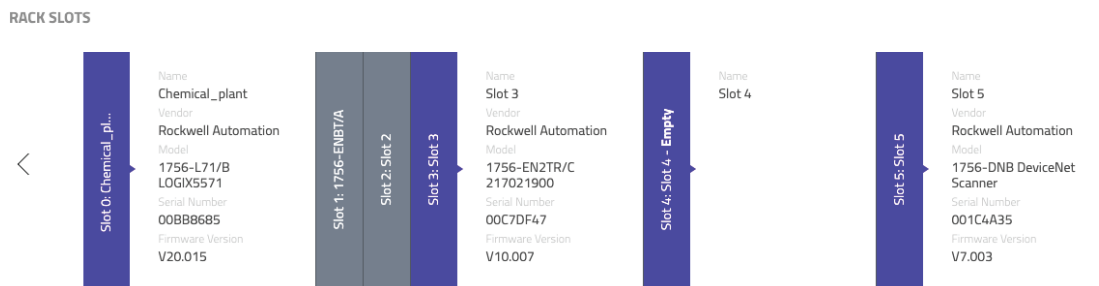 RACK SLOTS
Slot 0: Chemical_pl...
Name
Chemical_plant
Vendor
Rockwell Automation
Model
1756-L71/B
LOGIX5571
Serial Number
00BB8685
Firmware Version
V20.015
Slot 1: 1756-ENBT/A
Slot 2: Slot 2
Slot 3: Slot 3
Name
Slot 3
Vendor
Rockwell Automation
Model
1756-EN2TR/C
217021900
Serial Number
00C7DF47
Firmware Version
V10.007
Slot 4: Slot 4 - Empty
Name
Slot 4
Slot 5: Slot 5
Name
Slot 5
Vendor
Rockwell Automation
Model
1756-DNB DeviceNet
Scanner
Serial Number
001C4A35
Firmware Version
V7.003